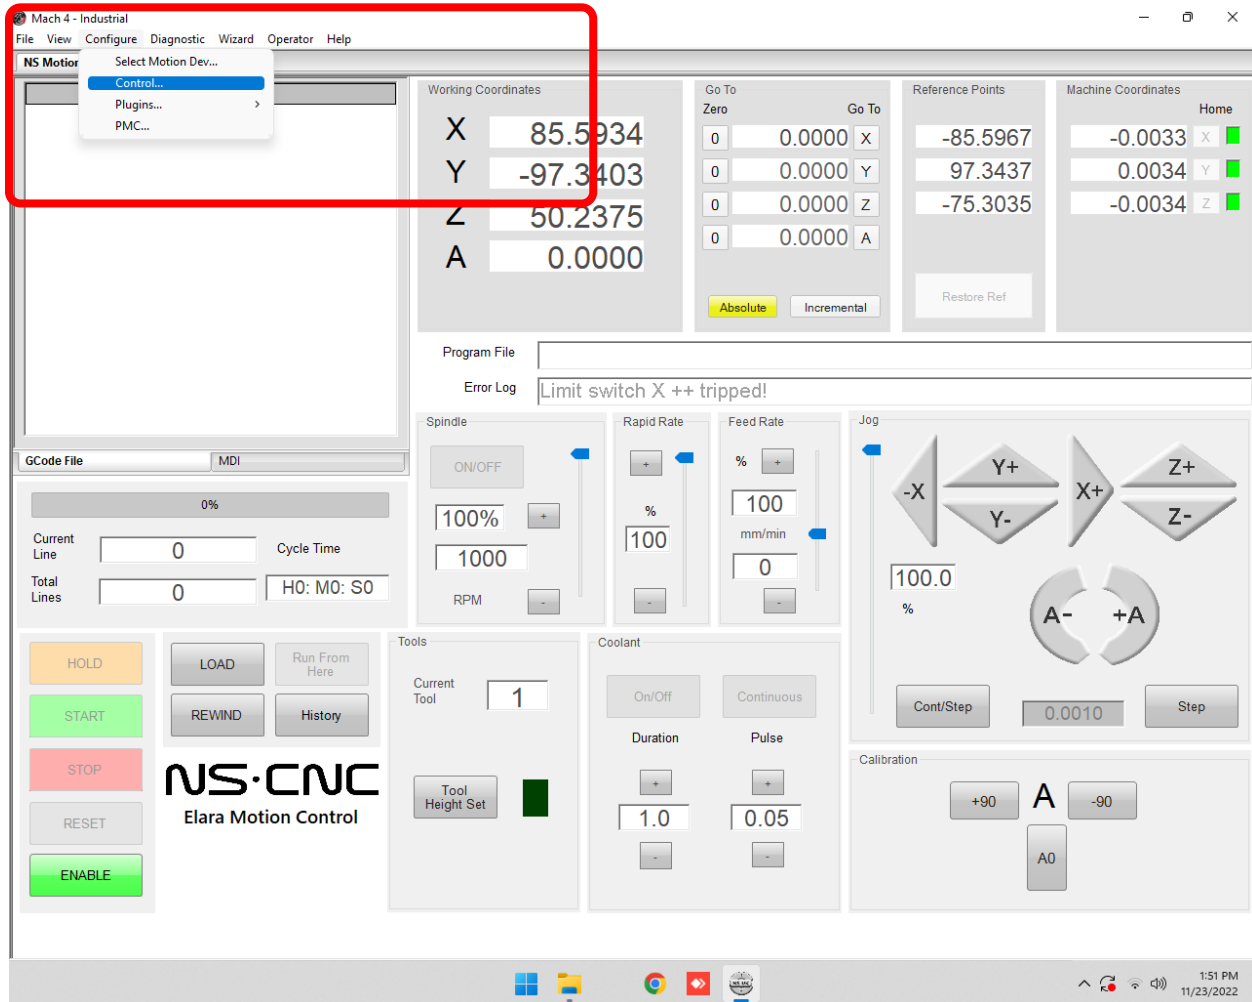 Mach 4 - Industrial
File View Configure Diagnostic Wizard Operator Help
NS Motion
Select Motion Dev...
Control...
Plugins...
PMC...
Working Coordinates
X 85.5934
Y -97.3403
Z 50.2375
A 0.0000
Go To
Zero Go To
0 0.0000 X
0 0.0000 Y
0 0.0000 Z
0 0.0000 A
Absolute Incremental
Reference Points
-85.5967
97.3437
-75.3035
Restore Ref
Machine Coordinates
Home
-0.0033 X
0.0034 Y
-0.0034 Z
Program File
Error Log Limit switch X ++ tripped!
GCode File MDI
0%
Current
Line 0 Cycle Time
Total
Lines 0 H0: M0: S0
Spindle
ON/OFF
100% +
1000
RPM -
Rapid Rate
+
%
100
-
Feed Rate
% +
100
mm/min
0
-
Jog
-X Y+ X+ Z+
Y- Z-
100.0
%
A- +A
Cont/Step 0.0010 Step
HOLD
START
STOP
RESET
ENABLE
LOAD Run From
Here
REWIND History
NS·CNC
Elara Motion Control
Tools
Current
Tool 1
Tool
Height Set
Coolant
On/Off Continuous
Duration Pulse
+ +
1.0 0.05
- -
Calibration
+90 A -90
A0
NS CNC
1:51 PM
11/23/2022